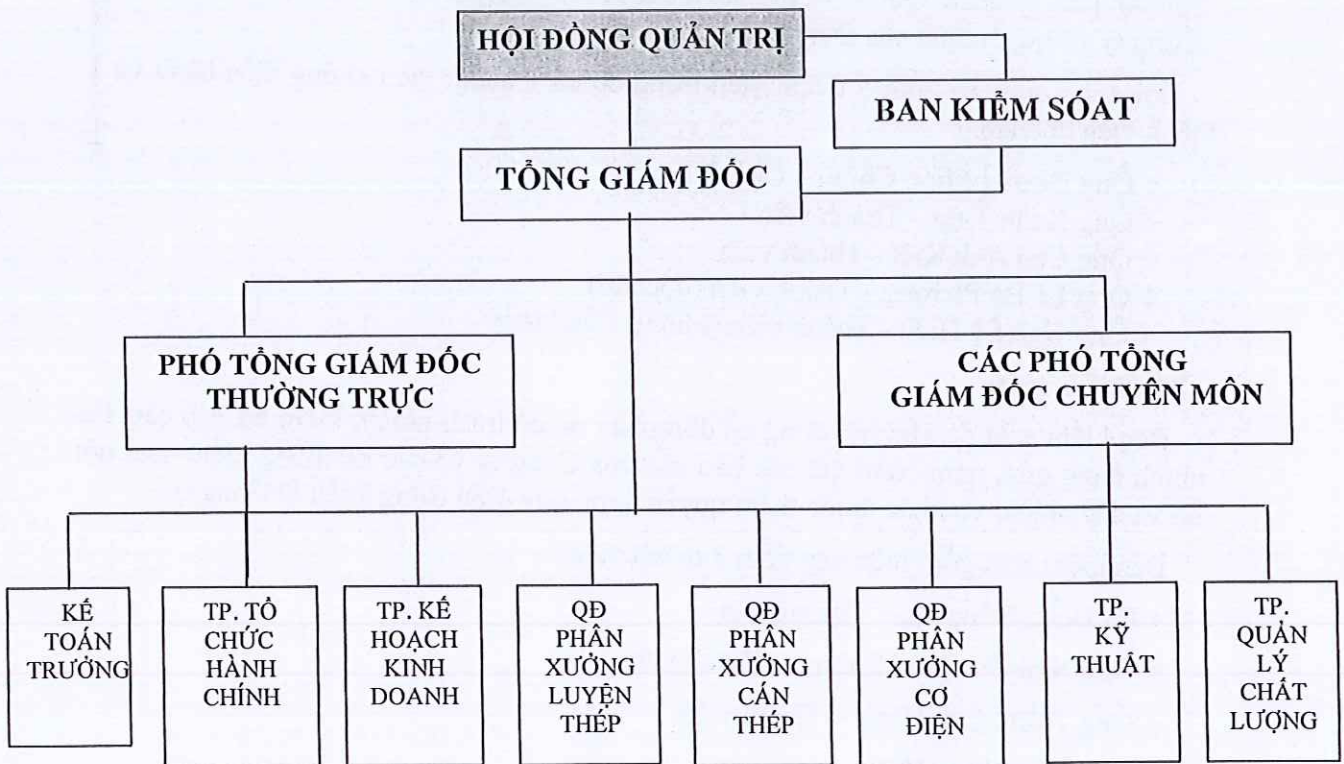 HỘI ĐỒNG QUẢN TRỊ
BAN KIỂM SÓAT
TỔNG GIÁM ĐỐC
PHÓ TỔNG GIÁM ĐỐC
THƯỜNG TRỰC
CÁC PHÓ TỔNG
GIÁM ĐỐC CHUYÊN MÔN
KẾ
TOÁN
TRƯỞNG
TP. TỔ
CHỨC
HÀNH
CHÍNH
TP. KẾ
HOẠCH
KINH
DOANH
QĐ
PHÂN
XƯỞNG
LUYỆN
THÉP
QĐ
PHÂN
XƯỞNG
CÁN
THÉP
QĐ
PHÂN
XƯỞNG
CƠ
ĐIỆN
TP.
KỸ
THUẬT
TP.
QUẢN
LÝ
CHẤT
LƯỢNG